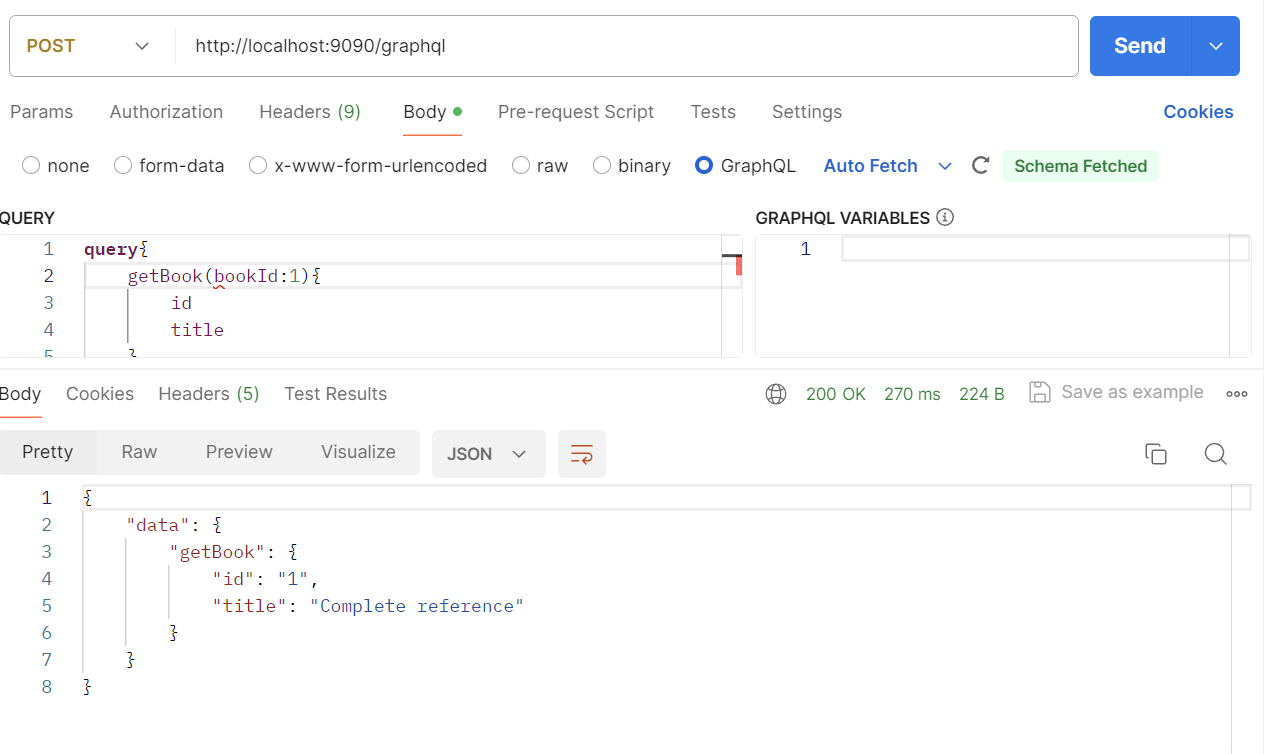 POST http://localhost:9090/graphql Send
Params Authorization Headers (9) Body Pre-request Script Tests Settings Cookies
none form-data x-www-form-urlencoded raw binary GraphQL Auto Fetch Schema Fetched
QUERY GRAPHQL VARIABLES
1 query{ 1
2 getBook(bookId:1){
3 id
4 title
5 }
Body Cookies Headers (5) Test Results 200 OK 270 ms 224 B Save as example
Pretty Raw Preview Visualize JSON
1 {
2 "data": {
3 "getBook": {
4 "id": "1",
5 "title": "Complete reference"
6 }
7 }
8 }